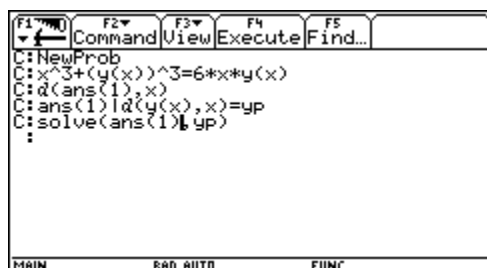 F1 F2▼ F3▼ F4 F5
▼ Command View Execute Find...
C:NewProb
C:x^3+(y(x))^3=6*x*y(x)
C:d(ans(1),x)
C:ans(1)|d(y(x),x)=yp
C:solve(ans(1),yp)
:
MAIN RAD AUTO FUNC